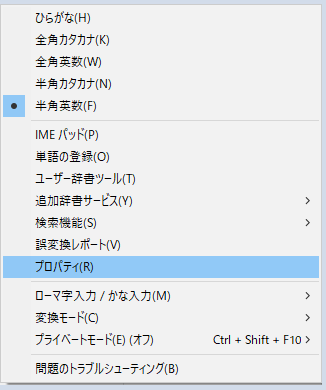 ひらがな(H)
全角カタカナ(K)
全角英数(W)
半角カタカナ(N)
半角英数(F)
IME パッド(P)
単語の登録(O)
ユーザー辞書ツール(T)
追加辞書サービス(Y)
検索機能(S)
誤変換レポート(V)
プロパティ(R)
ローマ字入力 / かな入力(M)
変換モード(C)
プライベートモード(E) (オフ) Ctrl + Shift + F10
問題のトラブルシューティング(B)